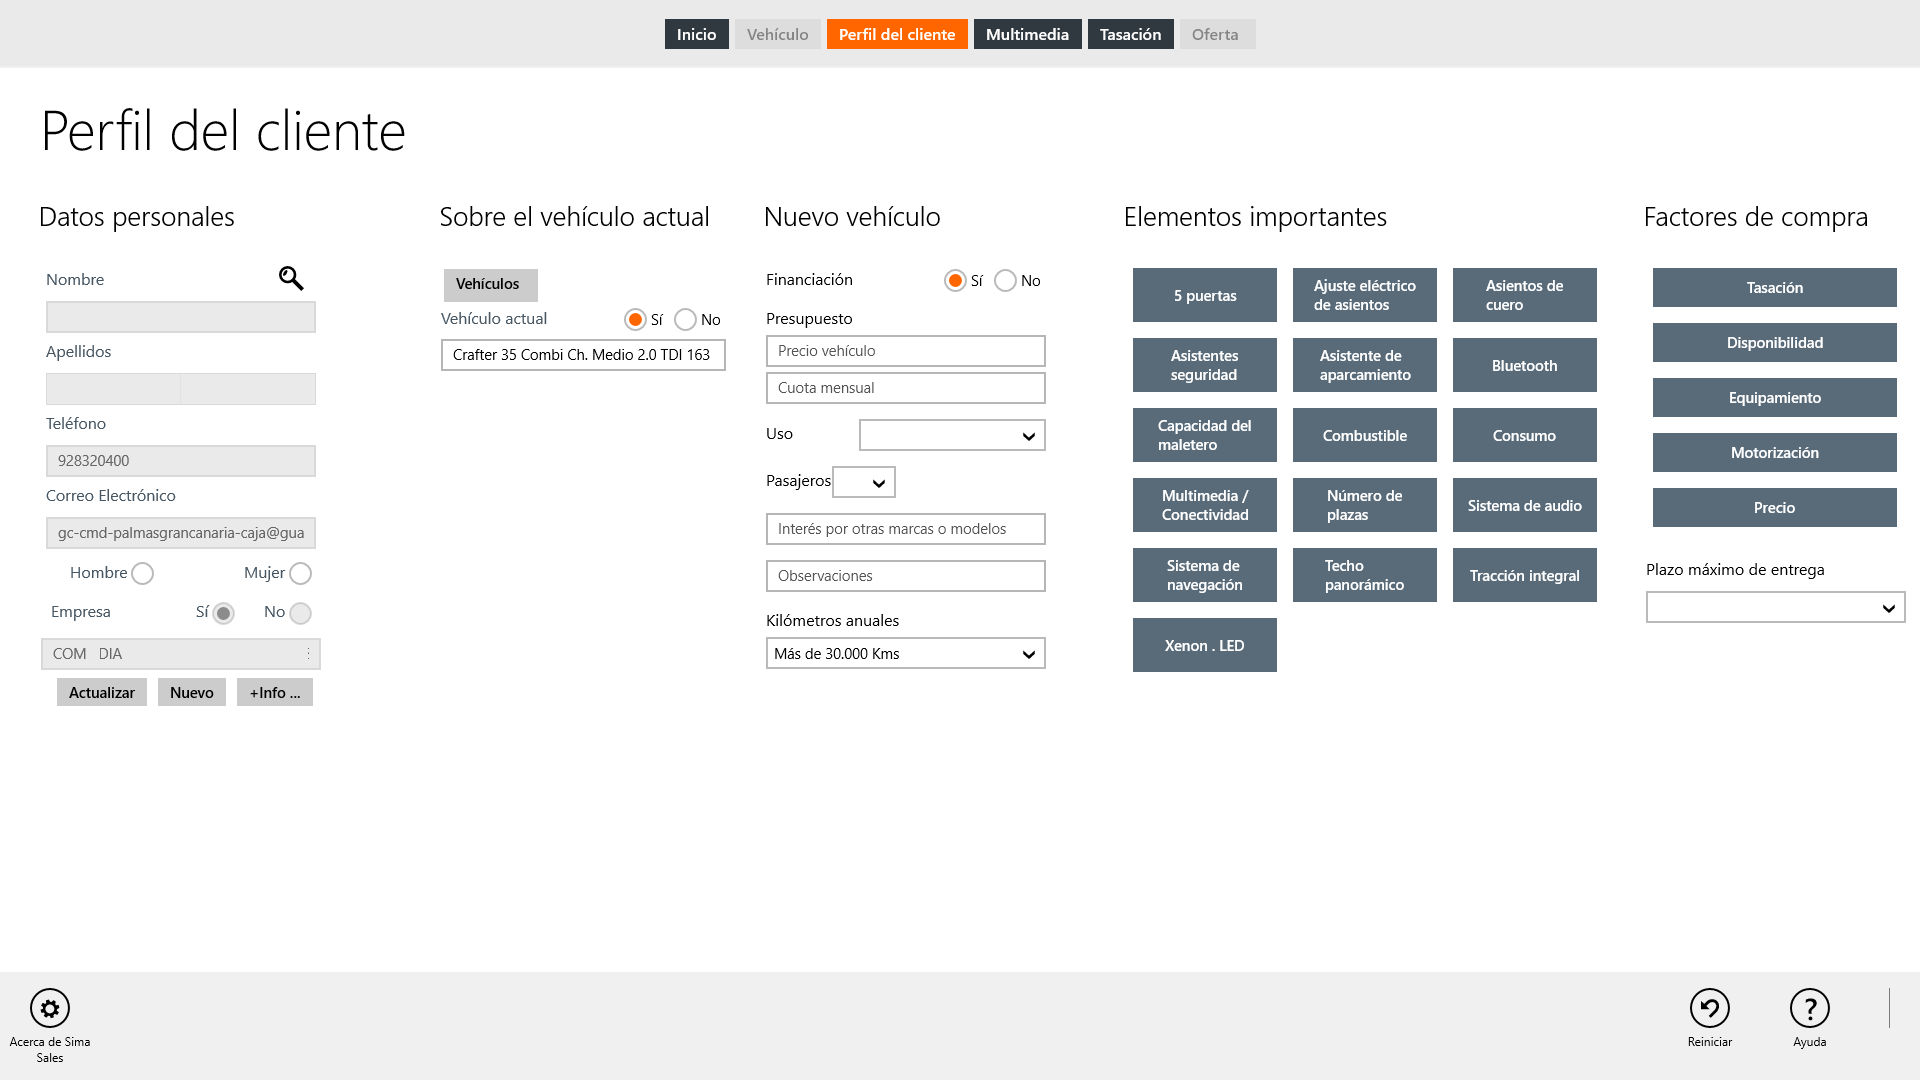 Inicio
Vehículo
Perfil del cliente
Multimedia
Tasación
Oferta
Perfil del cliente
Datos personales
Nombre
Apellidos
Teléfono
928320400
Correo Electrónico
gc-cmd-palmasgrancanaria-caja@gua
Hombre
Mujer
Empresa
Sí
No
COM DIA
Actualizar
Nuevo
+Info ...
Sobre el vehículo actual
Vehículos
Vehículo actual
Sí
No
Crafter 35 Combi Ch. Medio 2.0 TDI 163
Nuevo vehículo
Financiación
Sí
No
Presupuesto
Precio vehículo
Cuota mensual
Uso
Pasajeros
Interés por otras marcas o modelos
Observaciones
Kilómetros anuales
Más de 30.000 Kms
Elementos importantes
5 puertas
Ajuste eléctrico
de asientos
Asientos de
cuero
Asistentes
seguridad
Asistente de
aparcamiento
Bluetooth
Capacidad del
maletero
Combustible
Consumo
Multimedia /
Conectividad
Número de
plazas
Sistema de audio
Sistema de
navegación
Techo
panorámico
Tracción integral
Xenon . LED
Factores de compra
Tasación
Disponibilidad
Equipamiento
Motorización
Precio
Plazo máximo de entrega
Acerca de Sima
Sales
Reiniciar
Ayuda